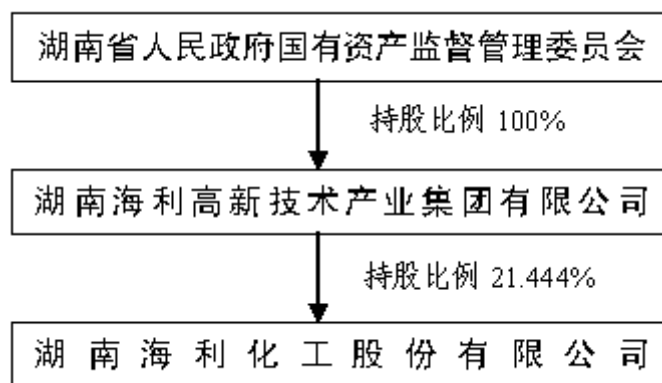 湖南省人民政府国有资产监督管理委员会
持股比例 100%
湖南海利高新技术产业集团有限公司
持股比例 21.444%
湖南海利化工股份有限公司